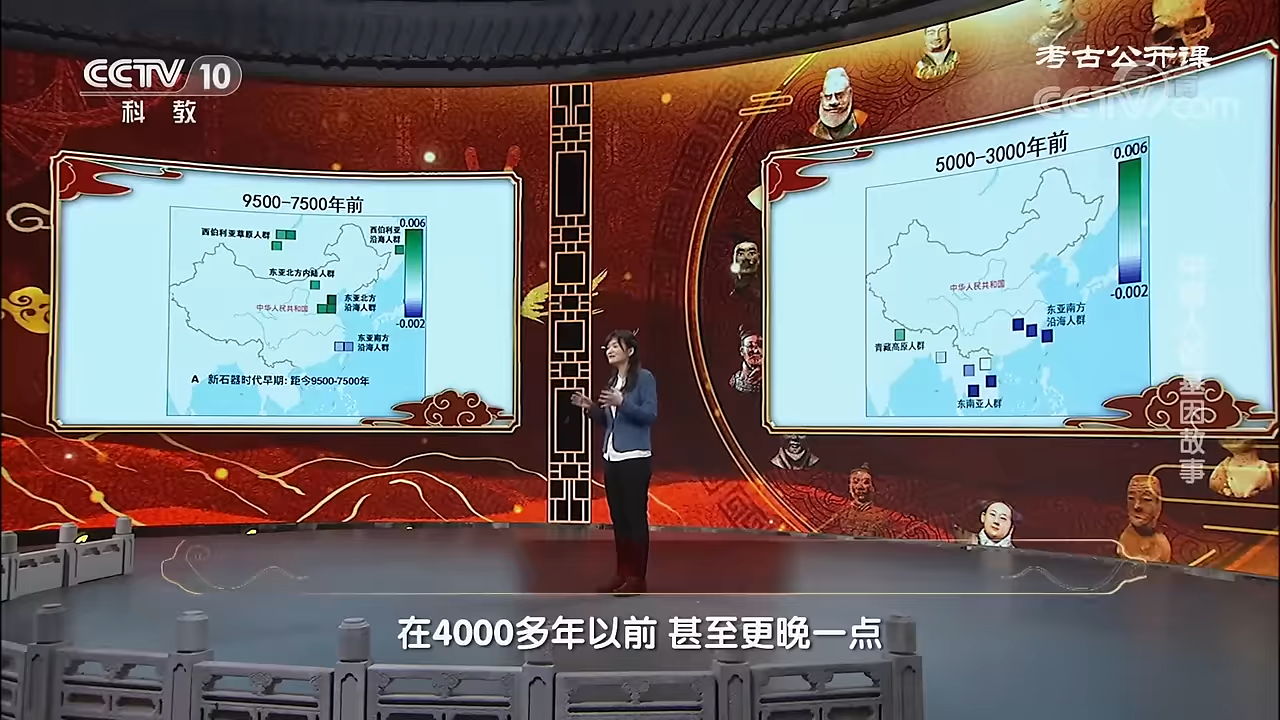 CCTV 10
科教
考古公开课
CCTV.com
9500-7500年前
西伯利亚草原人群
西伯利亚
沿海人群
0.006
东亚北方内陆人群
中华人民共和国
东亚北方
沿海人群
-0.002
东亚南方
沿海人群
A 新石器时代早期: 距今9500-7500年
5000-3000年前
0.006
中华人民共和国
-0.002
东亚南方
沿海人群
青藏高原人群
东南亚人群
基因故事
在4000多年以前 甚至更晚一点